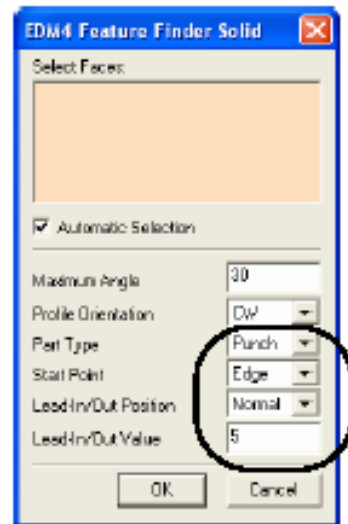 EDM4 Feature Finder Solid
Select Faces:
Automatic Selection
Maximum Angle 30
Profile Orientation CW
Part Type Punch
Start Point Edge
Lead-In/Out Position Normal
Lead-In/Out Value 5
OK Cancel